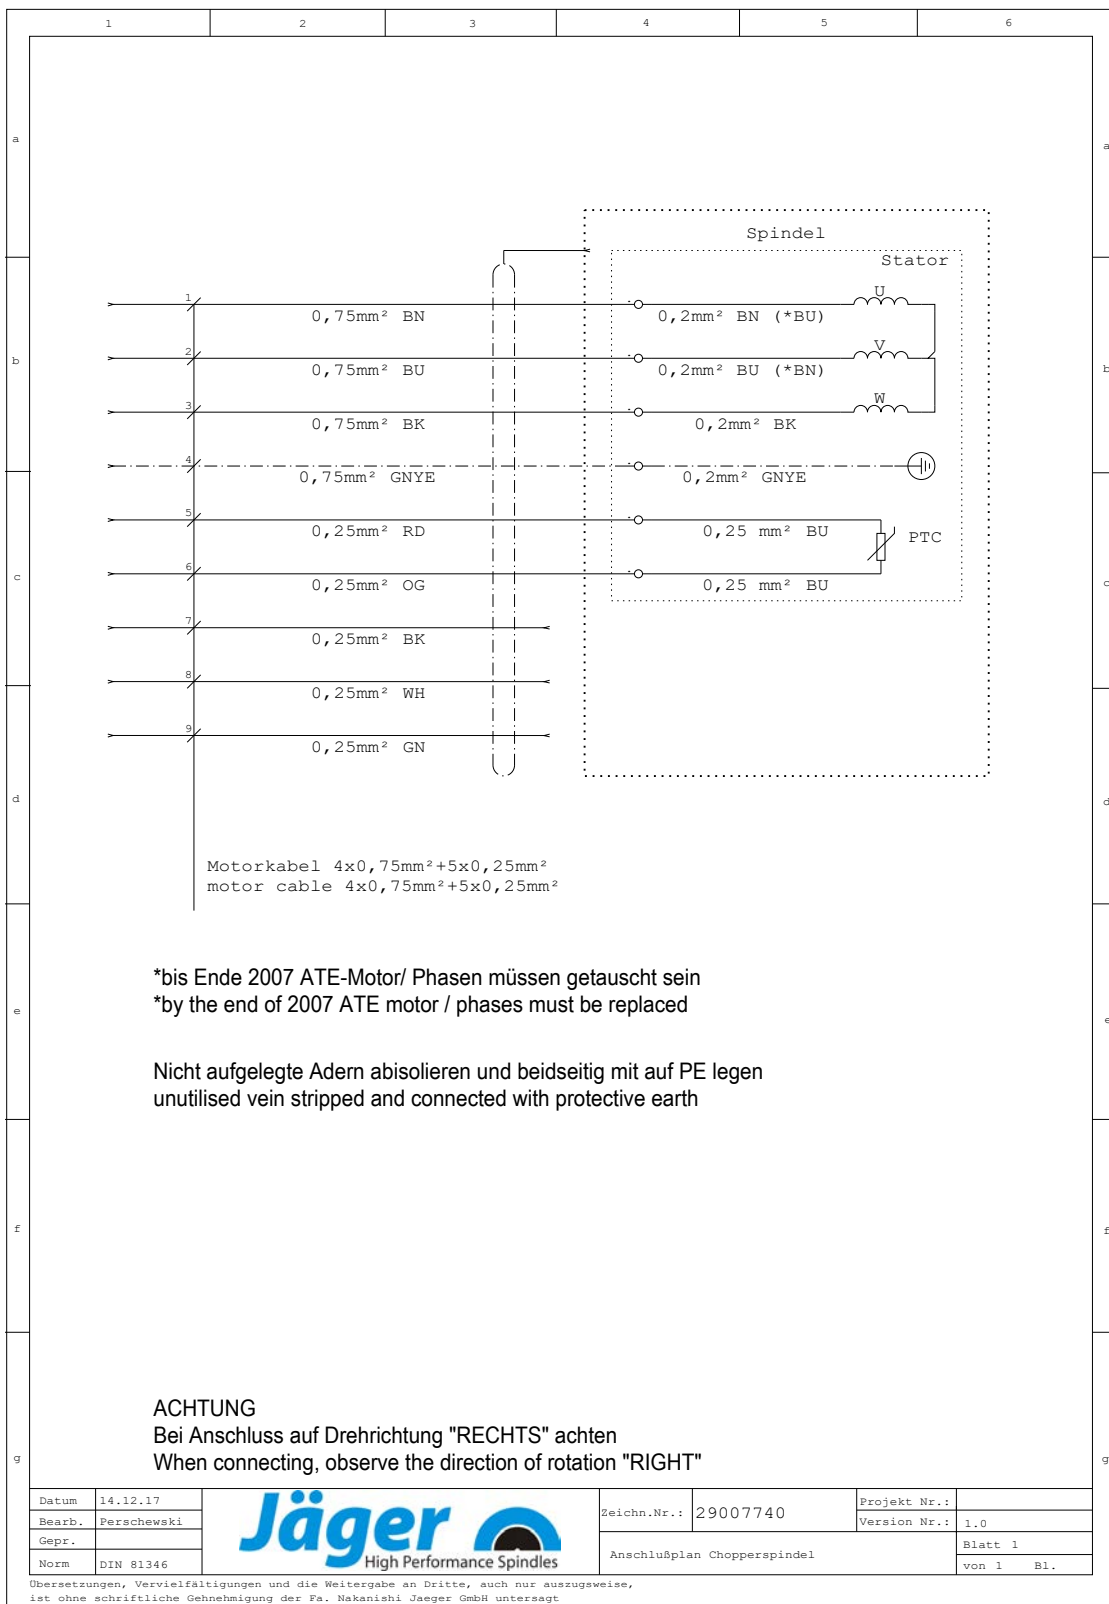 1 2 3 4 5 6
a a
Spindel
Stator
1 U
0,75mm² BN 0,2mm² BN (*BU)
2 V
b 0,75mm² BU 0,2mm² BU (*BN) b
3 W
0,75mm² BK 0,2mm² BK
4
0,75mm² GNYE 0,2mm² GNYE
5
0,25mm² RD 0,25 mm² BU PTC
6
c 0,25mm² OG 0,25 mm² BU c
7
0,25mm² BK
8
0,25mm² WH
9
0,25mm² GN
d d
Motorkabel 4x0,75mm²+5x0,25mm²
motor cable 4x0,75mm²+5x0,25mm²
*bis Ende 2007 ATE-Motor/ Phasen müssen getauscht sein
*by the end of 2007 ATE motor / phases must be replaced
e e
Nicht aufgelegte Adern abisolieren und beidseitig mit auf PE legen
unutilised vein stripped and connected with protective earth
f f
ACHTUNG
Bei Anschluss auf Drehrichtung "RECHTS" achten
When connecting, observe the direction of rotation "RIGHT"
g g
Datum 14.12.17
Bearb. Perschewski
Gepr.
Norm DIN 81346
Jäger
High Performance Spindles
Zeichn.Nr.: 29007740
Anschlußplan Chopperspindel
Projekt Nr.:
Version Nr.: 1.0
Blatt 1
von 1 Bl.
Übersetzungen, Vervielfältigungen und die Weitergabe an Dritte, auch nur auszugsweise,
ist ohne schriftliche Gehnehmigung der Fa. Nakanishi Jaeger GmbH untersagt